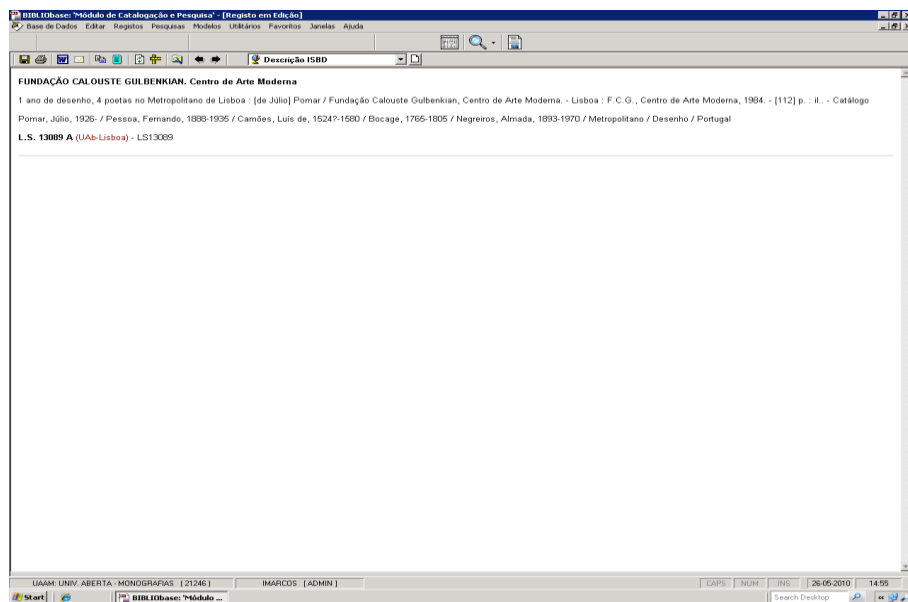 BIBLIObase: 'Módulo de Catalogação e Pesquisa' - [Registo em Edição]
Base de Dados Editar Registos Pesquisas Modelos Utilitários Favoritos Janelas Ajuda
Descrição ISBD
FUNDAÇÃO CALOUSTE GULBENKIAN. Centro de Arte Moderna
1 ano de desenho, 4 poetas no Metropolitano de Lisboa : [de Júlio] Pomar / Fundação Calouste Gulbenkian, Centro de Arte Moderna. - Lisboa : F.C.G., Centro de Arte Moderna, 1984. - [112] p. : il.. - Catálogo
Pomar, Júlio, 1926- / Pessoa, Fernando, 1888-1935 / Camões, Luís de, 1524?-1580 / Bocage, 1765-1805 / Negreiros, Almada, 1893-1970 / Metropolitano / Desenho / Portugal
L.S. 13089 A (UAb-Lisboa) - LS13089
UAAM: UNIV. ABERTA - MONOGRAFIAS [21246] IMARCOS [ADMIN] CAPS NUM INS 26-05-2010 14:55
Start BIBLIObase: 'Módulo ... Search Desktop